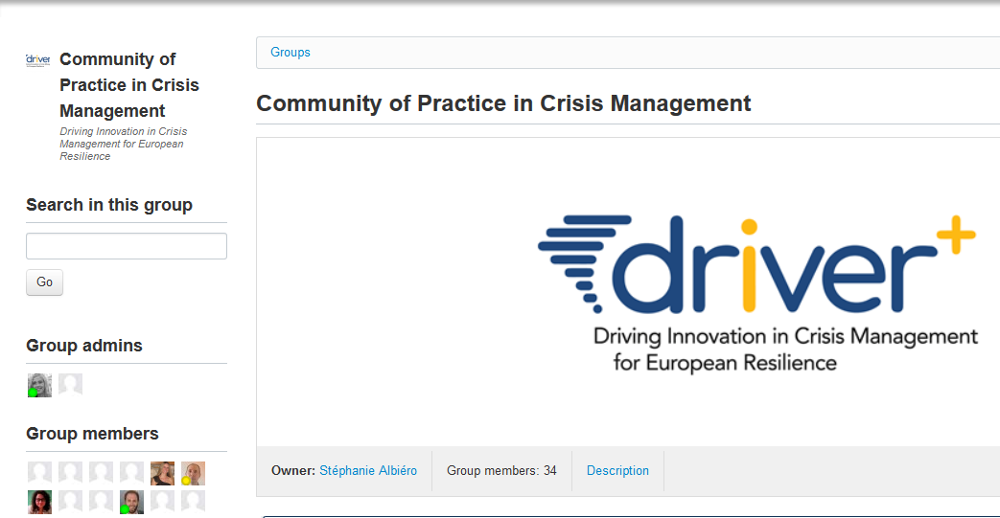 driver
Community of
Practice in Crisis
Management
Driving Innovation in Crisis
Management for European
Resilience
Search in this group
Go
Group admins
Group members
Groups
Community of Practice in Crisis Management
driver+
Driving Innovation in Crisis Management
for European Resilience
Owner: Stéphanie Albiéro
Group members: 34
Description